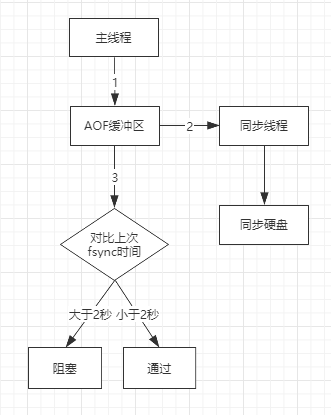 主线程
1
AOF缓冲区
2
同步线程
3
同步硬盘
对比上次
fsync时间
大于2秒
小于2秒
阻塞
通过